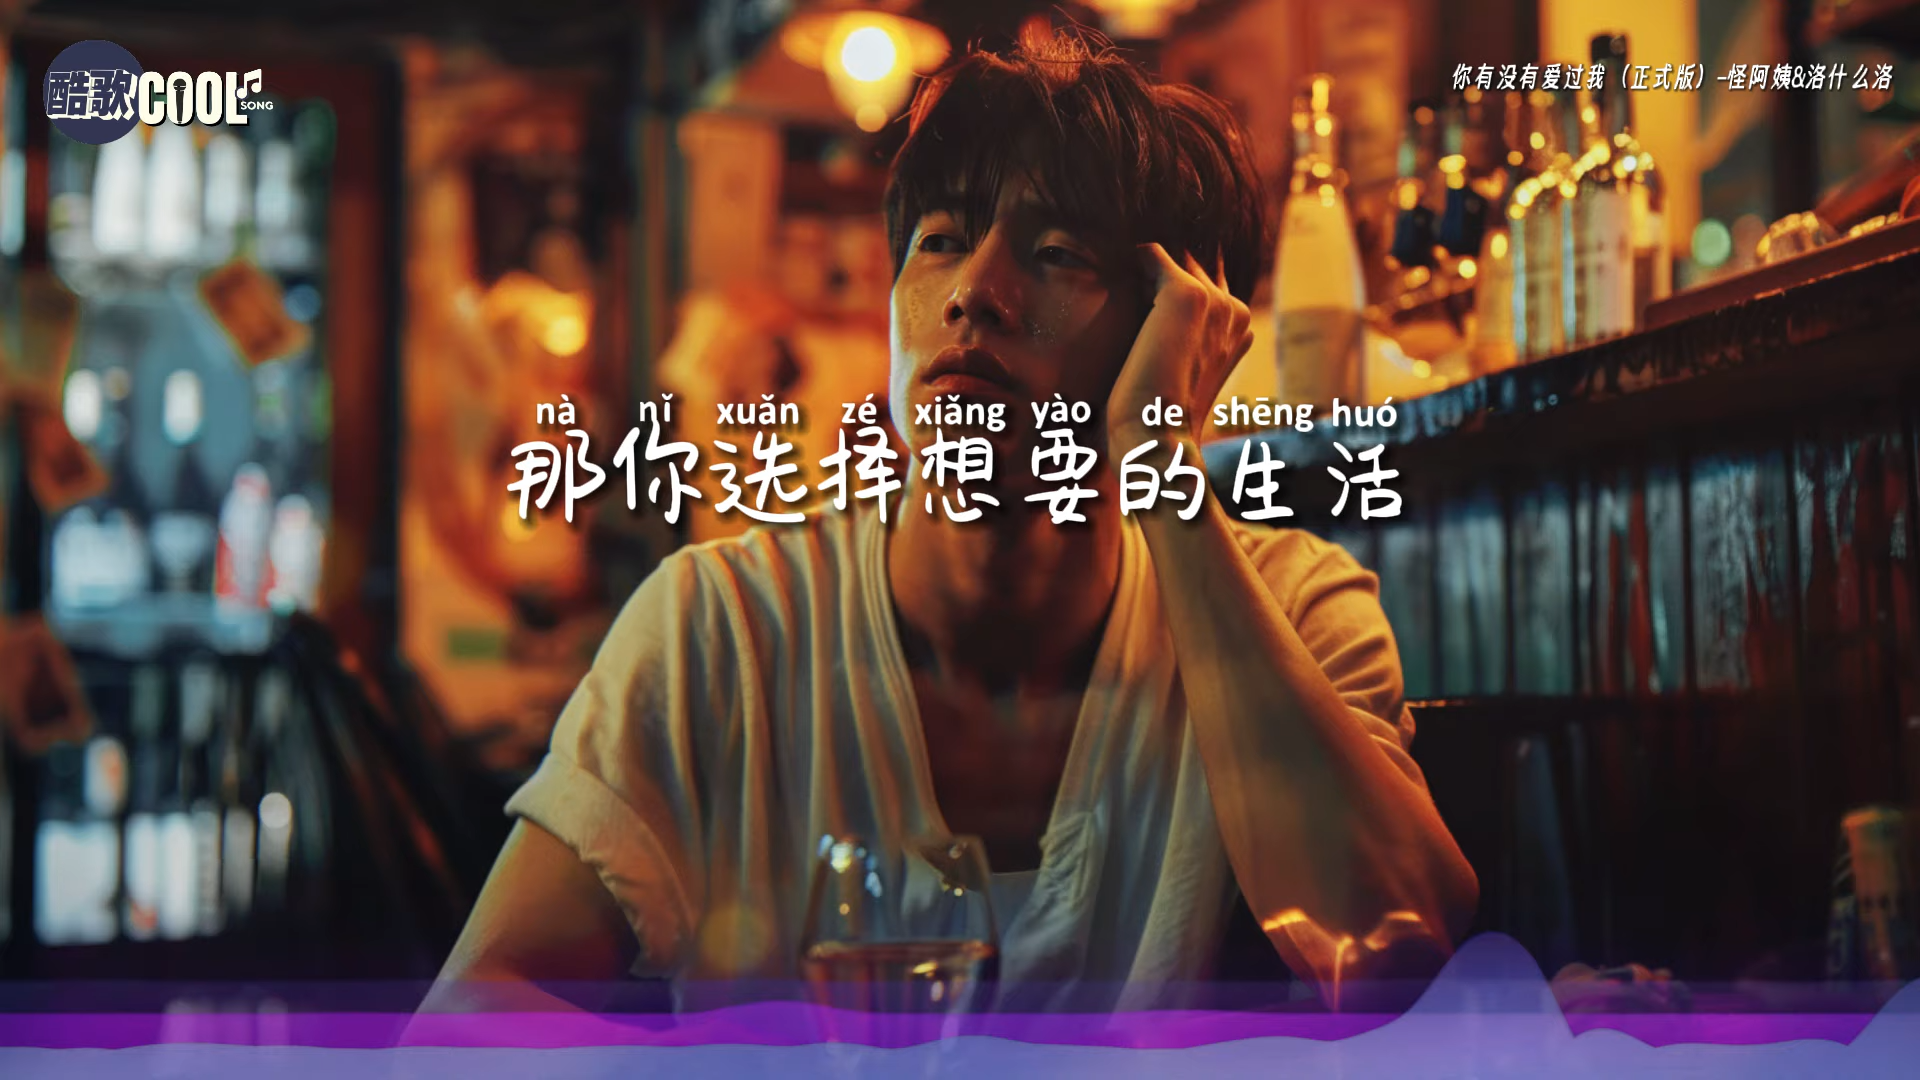 酷歌COOL
SONG
你有没有爱过我（正式版）-怪阿姨&洛什么洛
nà nǐ xuǎn zé xiǎng yào de shēng huó
那你选择想要的生活